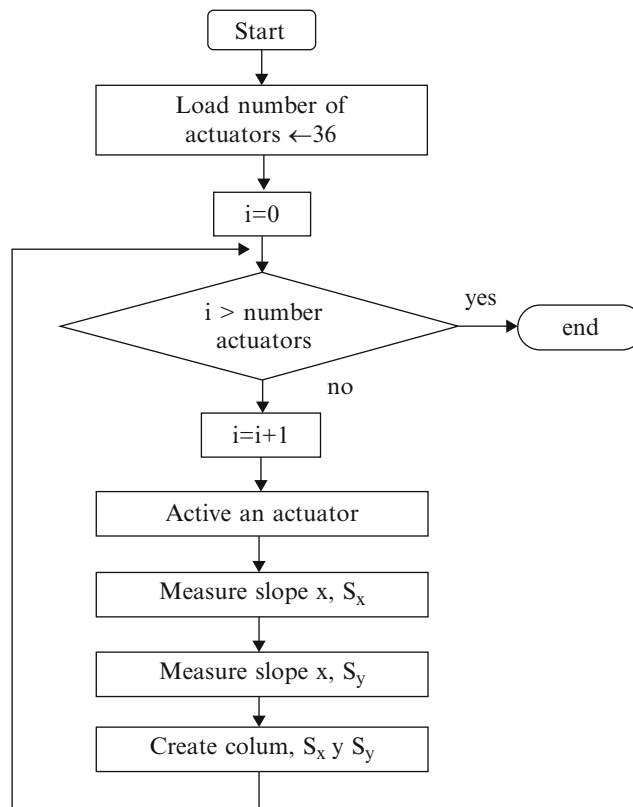 Start
Load number of
actuators ←36
i=0
i > number
actuators
yes
end
no
i=i+1
Active an actuator
Measure slope x, Sx
Measure slope x, Sy
Create colum, Sx y Sy